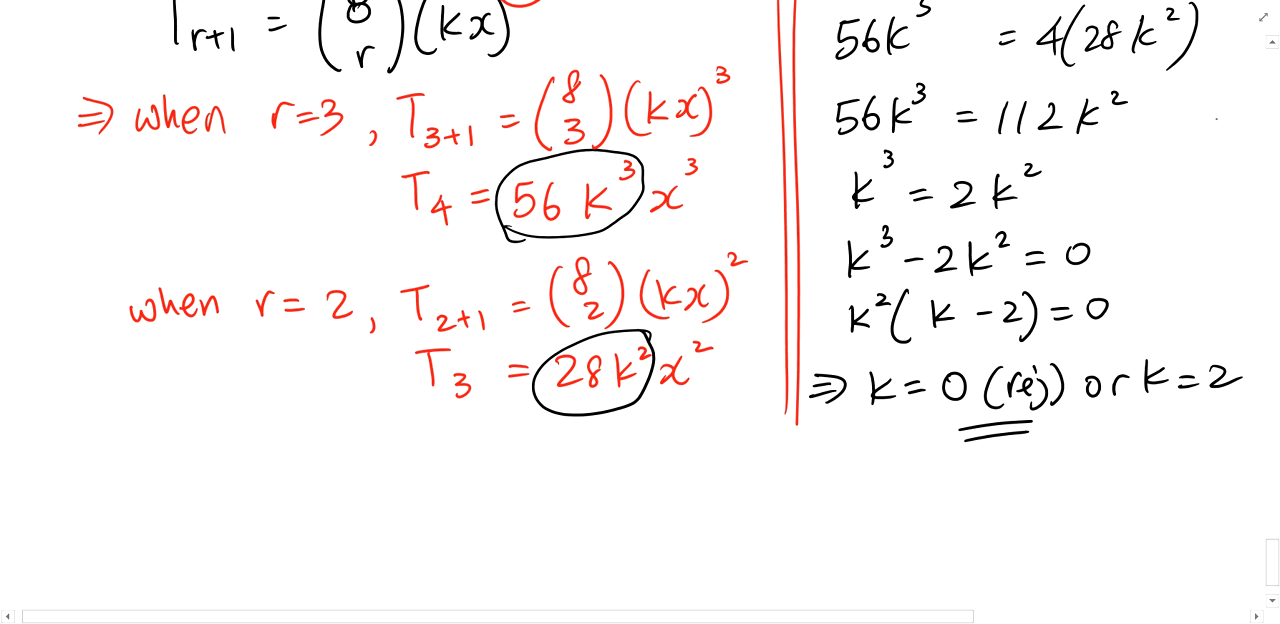 T_{r+1} = (8 r)(kx)
⇒ when r=3, T_{3+1} = (8 3)(kx)^3
T_4 = 56 k^3 x^3
when r=2, T_{2+1} = (8 2)(kx)^2
T_3 = 28k^2 x^2
56k^3 = 4(28k^2)
56k^3 = 112k^2
k^3 = 2k^2
k^3 - 2k^2 = 0
k^2(k - 2) = 0
⇒ k = 0 (rej) or k = 2